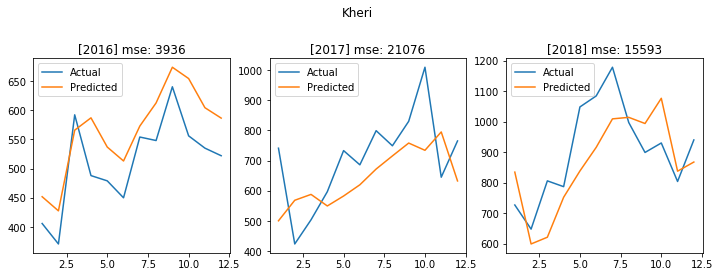 Kheri
[2016] mse: 3936
Actual
Predicted
650
600
550
500
450
400
2.5 5.0 7.5 10.0 12.5
[2017] mse: 21076
Actual
Predicted
1000
900
800
700
600
500
400
2.5 5.0 7.5 10.0 12.5
[2018] mse: 15593
Actual
Predicted
1200
1100
1000
900
800
700
600
2.5 5.0 7.5 10.0 12.5